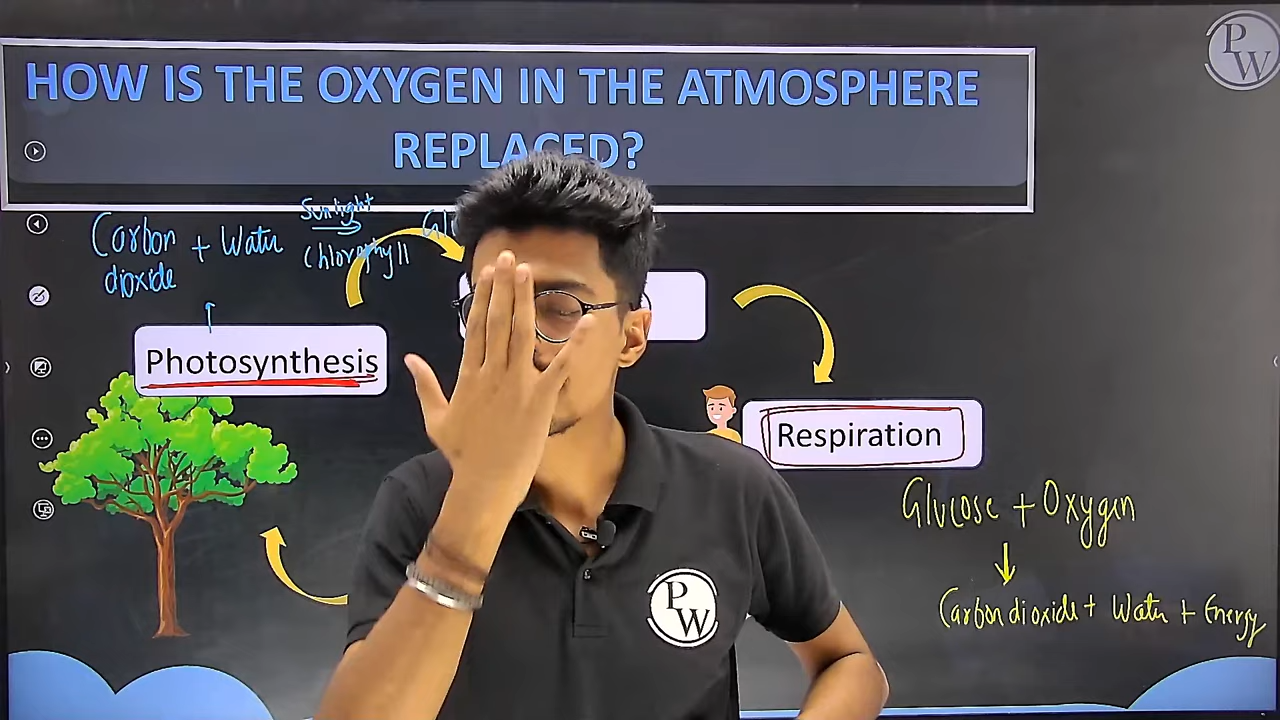 HOW IS THE OXYGEN IN THE ATMOSPHERE
REPLACED?
Sunlight
Carbon + Water
chlorophyll
dioxide
Photosynthesis
Respiration
Glucose + Oxygen
Carbondioxide + Water + Energy
PW
PW